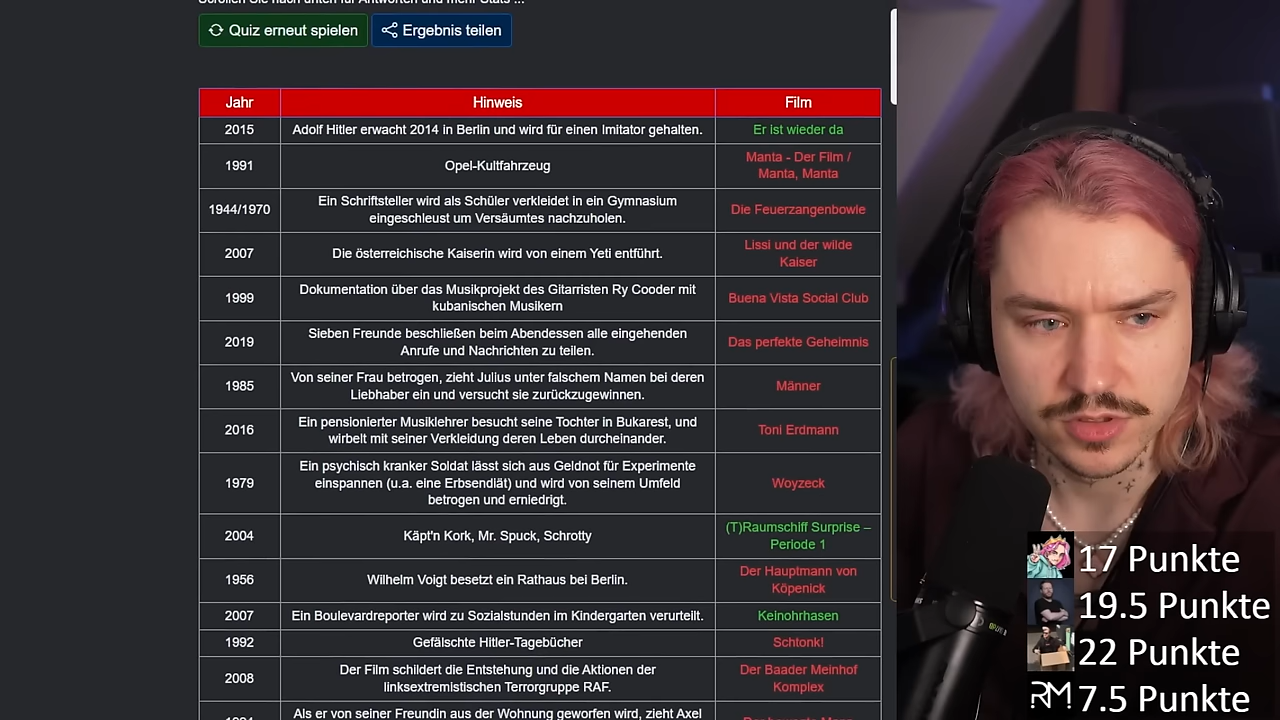 Scrollen Sie nach unten für Antworten und mehr Stats ...
Quiz erneut spielen
Ergebnis teilen
Jahr Hinweis Film
2015 Adolf Hitler erwacht 2014 in Berlin und wird für einen Imitator gehalten. Er ist wieder da
1991 Opel-Kultfahrzeug Manta - Der Film /
Manta, Manta
1944/1970 Ein Schriftsteller wird als Schüler verkleidet in ein Gymnasium
eingeschleust um Versäumtes nachzuholen. Die Feuerzangenbowle
2007 Die österreichische Kaiserin wird von einem Yeti entführt. Lissi und der wilde
Kaiser
1999 Dokumentation über das Musikprojekt des Gitarristen Ry Cooder mit
kubanischen Musikern Buena Vista Social Club
2019 Sieben Freunde beschließen beim Abendessen alle eingehenden
Anrufe und Nachrichten zu teilen. Das perfekte Geheimnis
1985 Von seiner Frau betrogen, zieht Julius unter falschem Namen bei deren
Liebhaber ein und versucht sie zurückzugewinnen. Männer
2016 Ein pensionierter Musiklehrer besucht seine Tochter in Bukarest, und
wirbelt mit seiner Verkleidung deren Leben durcheinander. Toni Erdmann
1979 Ein psychisch kranker Soldat lässt sich aus Geldnot für Experimente
einspannen (u.a. eine Erbsendiät) und wird von seinem Umfeld
betrogen und erniedrigt. Woyzeck
2004 Käpt'n Kork, Mr. Spuck, Schrotty (T)Raumschiff Surprise –
Periode 1
1956 Wilhelm Voigt besetzt ein Rathaus bei Berlin. Der Hauptmann von
Köpenick
2007 Ein Boulevardreporter wird zu Sozialstunden im Kindergarten verurteilt. Keinohrhasen
1992 Gefälschte Hitler-Tagebücher Schtonk!
2008 Der Film schildert die Entstehung und die Aktionen der
linksextremistischen Terrorgruppe RAF. Der Baader Meinhof
Komplex
Als er von seiner Freundin aus der Wohnung geworfen wird, zieht Axel
17 Punkte
19.5 Punkte
22 Punkte
RM 7.5 Punkte